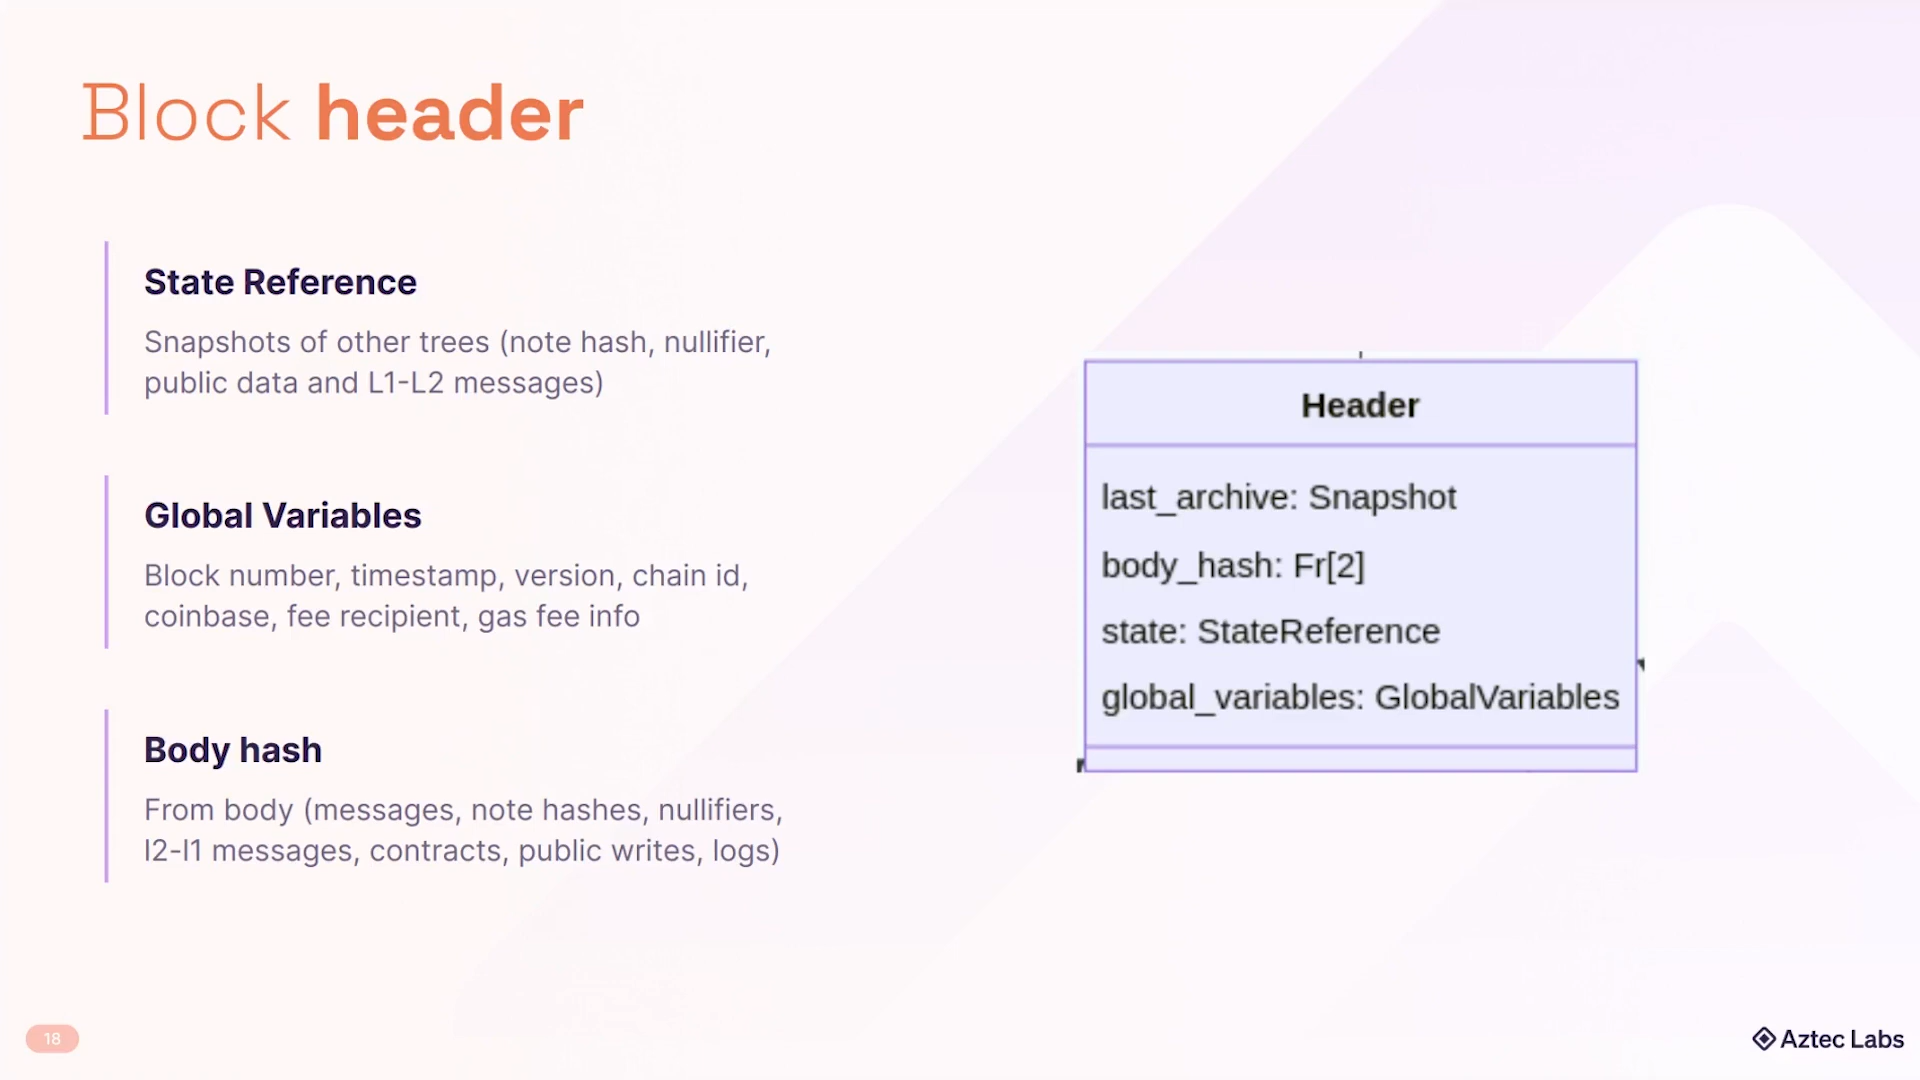 Block header
State Reference
Snapshots of other trees (note hash, nullifier,
public data and L1-L2 messages)
Global Variables
Block number, timestamp, version, chain id,
coinbase, fee recipient, gas fee info
Body hash
From body (messages, note hashes, nullifiers,
l2-l1 messages, contracts, public writes, logs)
Header
last_archive: Snapshot
body_hash: Fr[2]
state: StateReference
global_variables: GlobalVariables
18
Aztec Labs